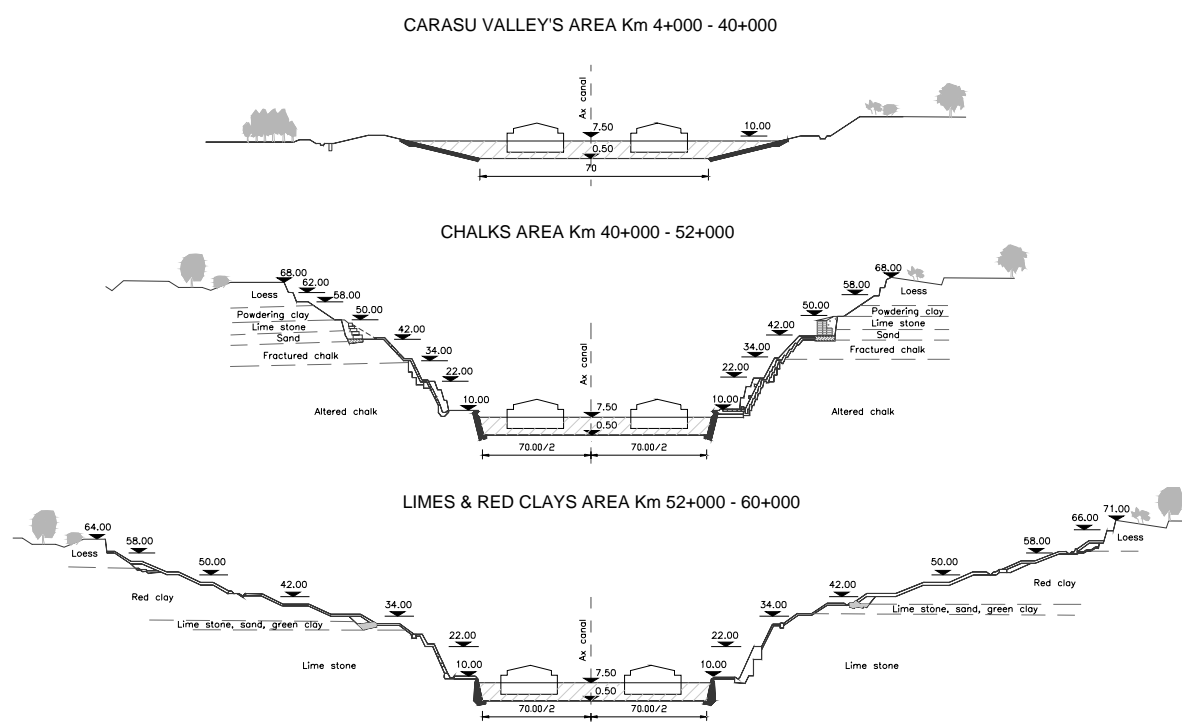 CARASU VALLEY'S AREA Km 4+000 - 40+000
Ax canal
7.50
10.00
0.50
70
CHALKS AREA Km 40+000 - 52+000
68.00
68.00
62.00
58.00
58.00
Loess
Loess
50.00
50.00
Powdering clay
Powdering clay
Lime stone
Lime stone
42.00
42.00
Sand
Sand
Fractured chalk
Fractured chalk
34.00
34.00
22.00
22.00
Ax canal
10.00
10.00
7.50
Altered chalk
Altered chalk
0.50
70.00/2
70.00/2
LIMES & RED CLAYS AREA Km 52+000 - 60+000
64.00
71.00
66.00
58.00
58.00
Loess
Loess
50.00
50.00
42.00
42.00
Red clay
Red clay
34.00
34.00
Lime stone, sand, green clay
Lime stone, sand, green clay
22.00
22.00
Ax canal
Lime stone
Lime stone
10.00
10.00
7.50
0.50
70.00/2
70.00/2